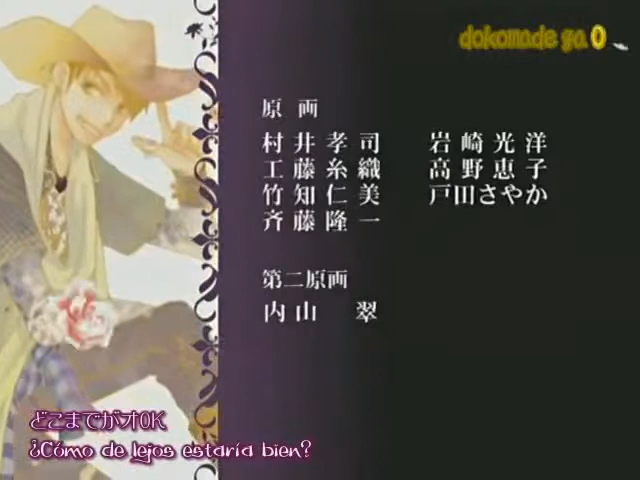 dokomade ga O
原画
村井孝司 岩崎光洋
工藤糸織 高野恵子
竹知仁美 戸田さやか
斉藤隆一
第二原画
内山 翠
どこまでがオOK
¿Cómo de lejos estaría bien?